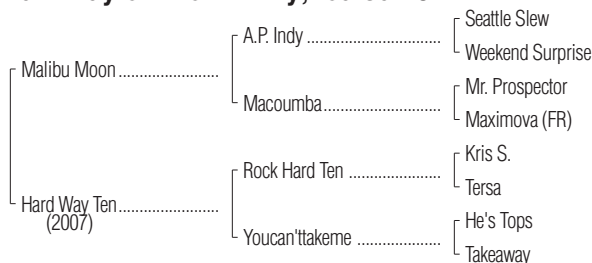 Seattle Slew
A.P. Indy ................................
Weekend Surprise
Malibu Moon ........................
Mr. Prospector
Macoumba............................
Maximova (FR)
Kris S.
Rock Hard Ten .....................
Tersa
Hard Way Ten........................
(2007)
He's Tops
Youcan'ttakeme ...................
Takeaway